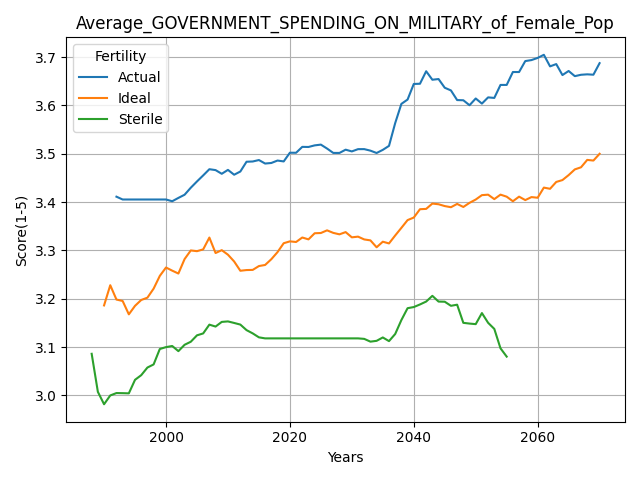 Average_GOVERNMENT_SPENDING_ON_MILITARY_of_Female_Pop
Fertility
Actual
Ideal
Sterile
Score(1-5)
3.7
3.6
3.5
3.4
3.3
3.2
3.1
3.0
2000 2020 2040 2060
Years